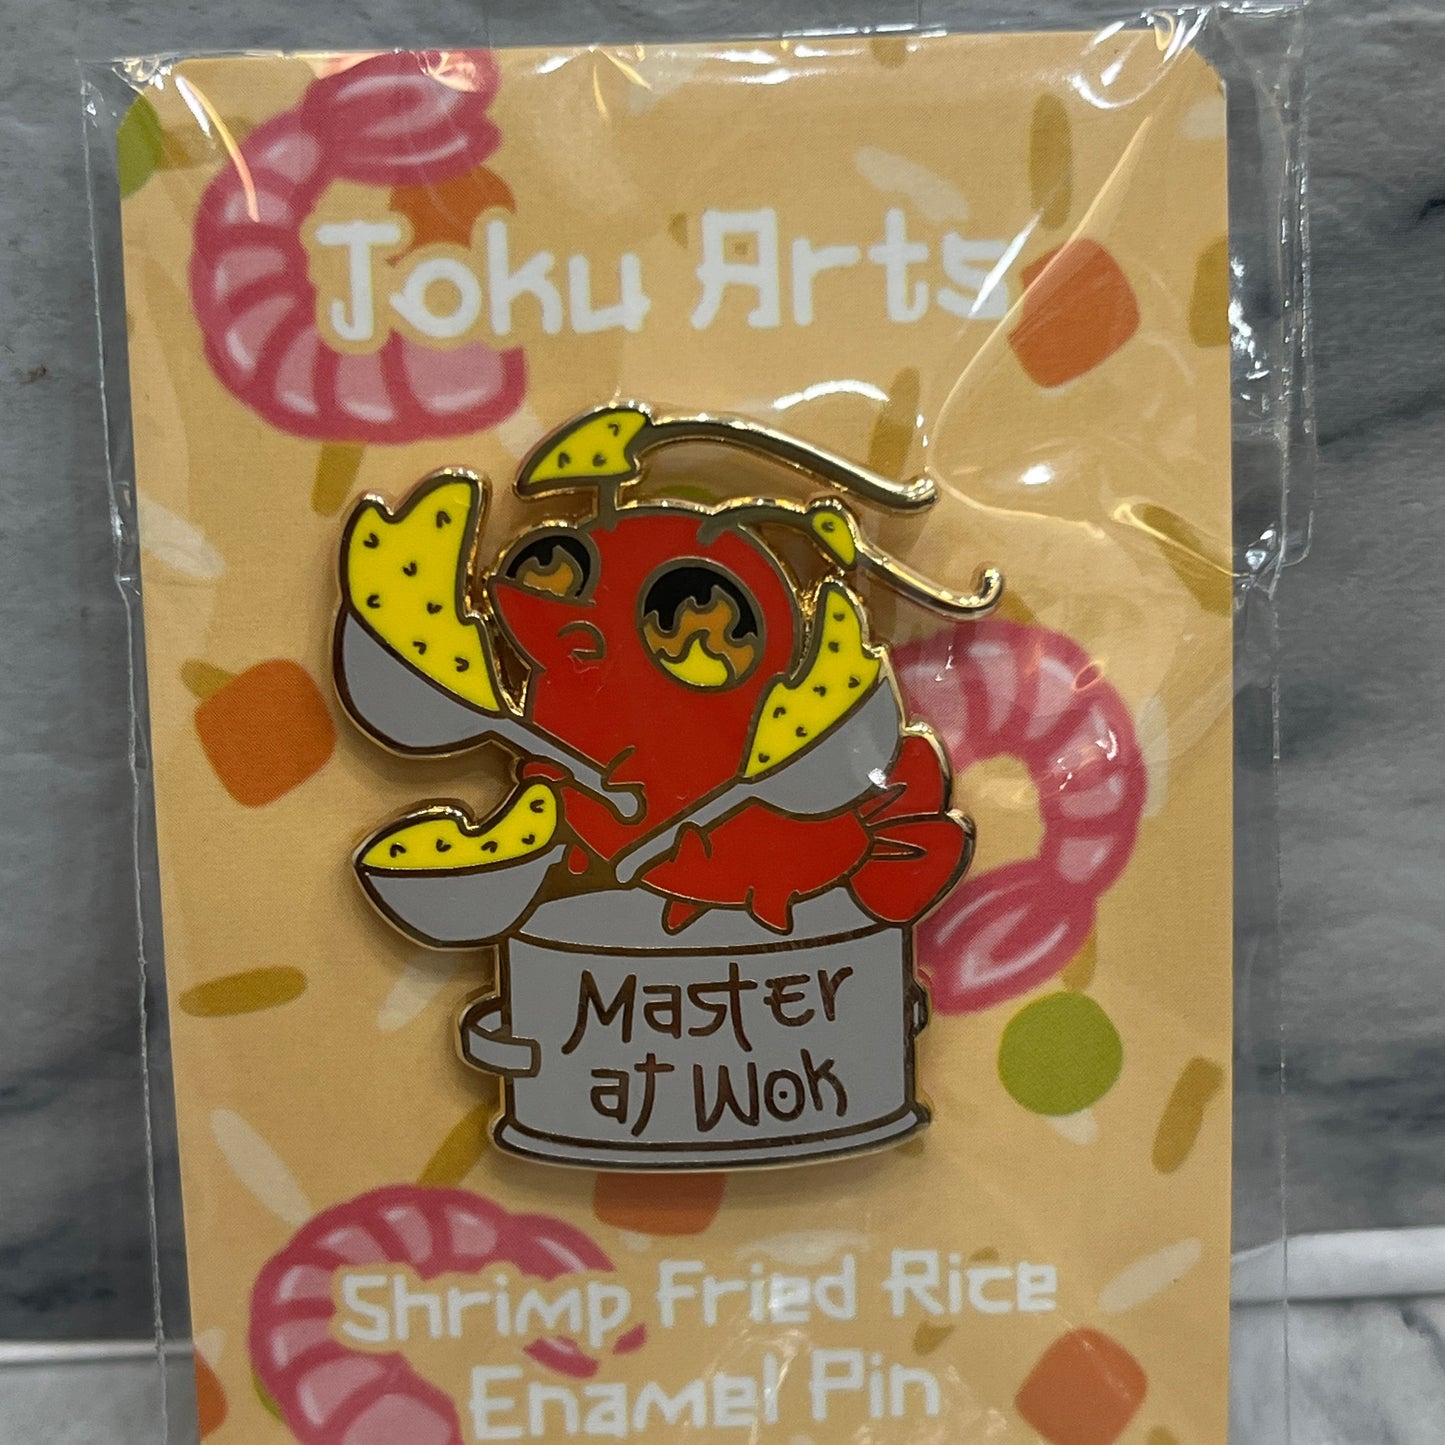 Joku Arts
Master
at Wok
Shrimp Fried Rice
Enamel Pin